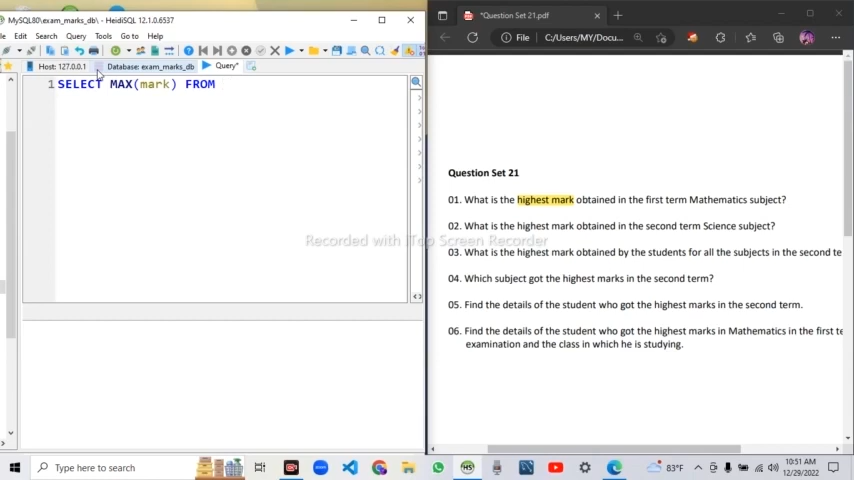 MySQL80\exam_marks_db\ - HeidiSQL 12.1.0.6537
Edit Search Query Tools Go to Help
Host: 127.0.0.1 Database: exam_marks_db Query*
1 SELECT MAX(mark) FROM
*Question Set 21.pdf
File C:/Users/MY/Docu...
Question Set 21
01. What is the highest mark obtained in the first term Mathematics subject?
02. What is the highest mark obtained in the second term Science subject?
03. What is the highest mark obtained by the students for all the subjects in the second te
04. Which subject got the highest marks in the second term?
05. Find the details of the student who got the highest marks in the second term.
06. Find the details of the student who got the highest marks in Mathematics in the first te
examination and the class in which he is studying.
Recorded with iTop Screen Recorder
Type here to search
HS
83°F
10:51 AM
12/29/2022